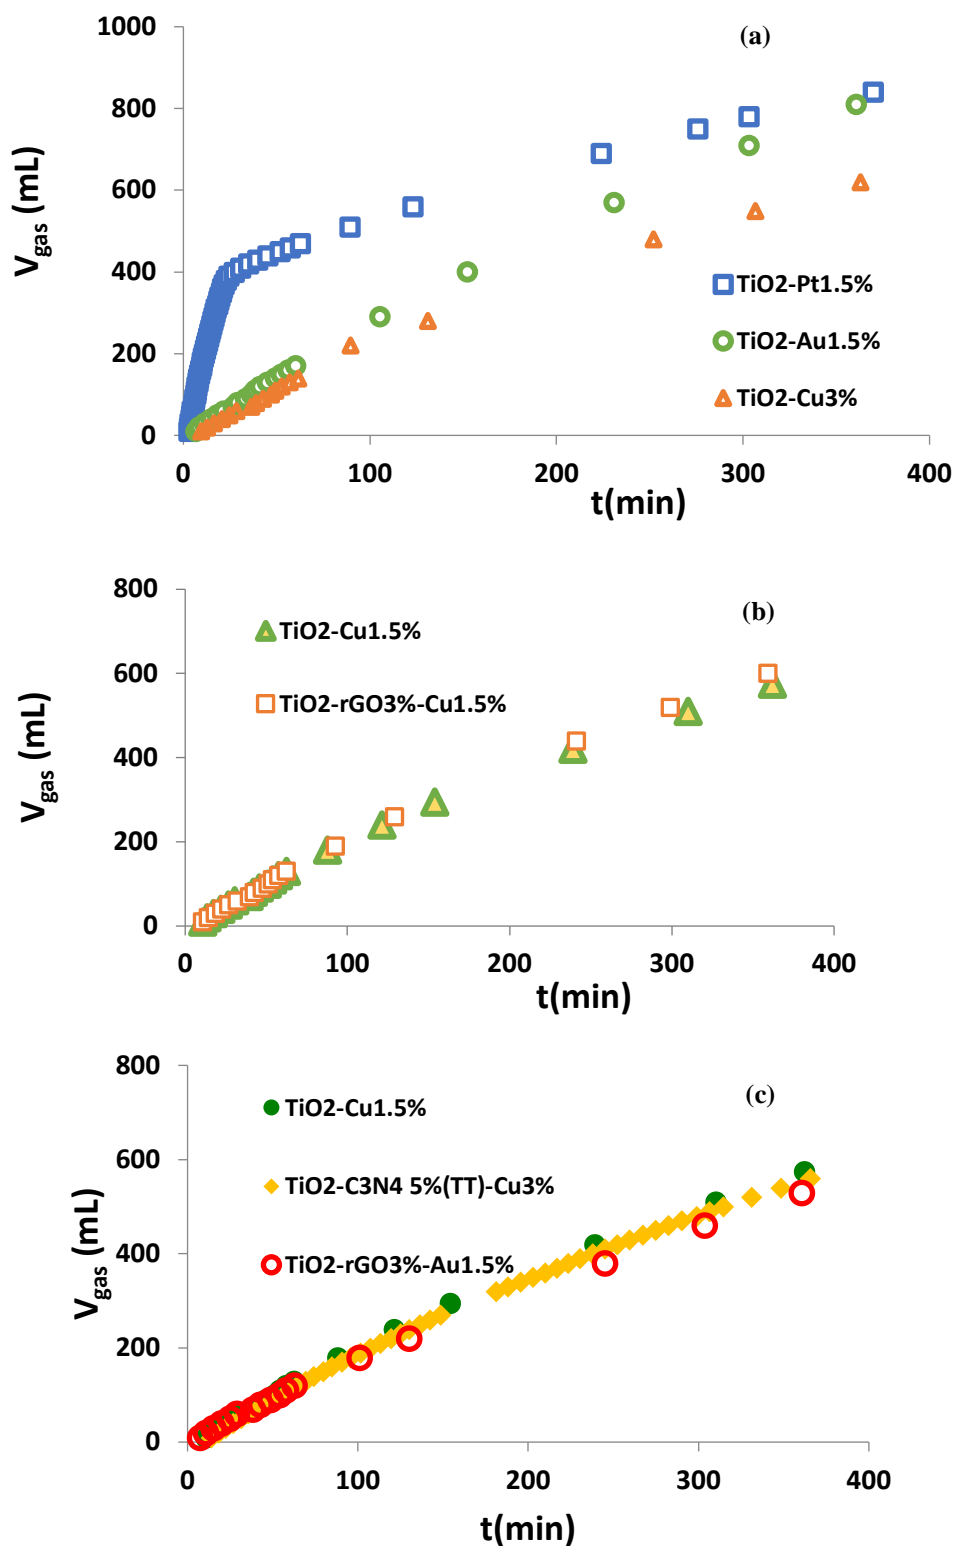 1000
(a)
800
600
400
200
0
V_gas (mL)
TiO2-Pt1.5%
TiO2-Au1.5%
TiO2-Cu3%
0 100 200 300 400
t(min)
800
(b)
600
400
200
0
V_gas (mL)
TiO2-Cu1.5%
TiO2-rGO3%-Cu1.5%
0 100 200 300 400
t(min)
800
(c)
600
400
200
0
V_gas (mL)
TiO2-Cu1.5%
TiO2-C3N4 5%(TT)-Cu3%
TiO2-rGO3%-Au1.5%
0 100 200 300 400
t(min)